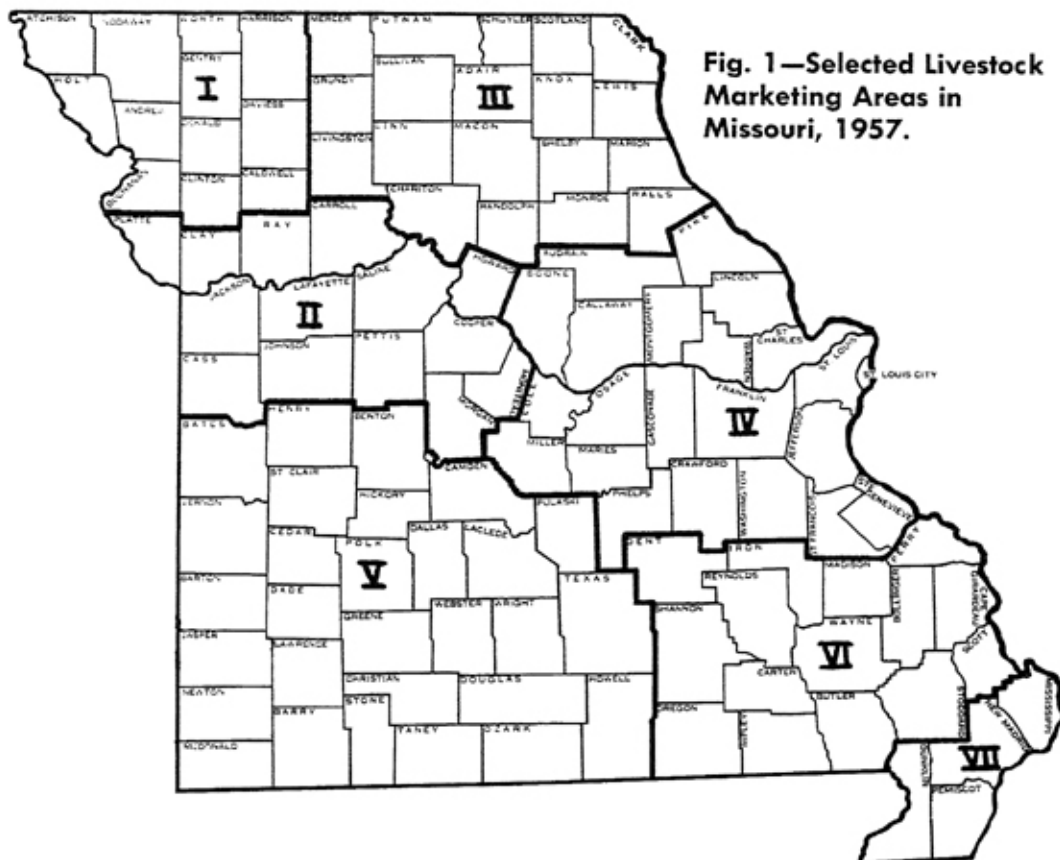 Fig. 1—Selected Livestock
Marketing Areas in
Missouri, 1957.
ATCHISON
NODAWAY
WORTH
HARRISON
MERCER
PUTNAM
SCHUYLER
SCOTLAND
CLARK
HOLT
GENTRY
I
GRUNDY
SULLIVAN
ADAIR
III
KNOX
LEWIS
DAVIESS
LIVINGSTON
LINN
MACON
SHELBY
MARION
CLINTON
CALDWELL
CHARITON
RANDOLPH
MONROE
RALLS
PLATTE
CLAY
RAY
CARROLL
PIKE
HOWARD
AUDRAIN
BOONE
JACKSON
LAFAYETTE
SALINE
II
CALLAWAY
MONTGOMERY
LINCOLN
WARREN
ST
CHARLES
ST LOUIS
ST. LOUIS CITY
CASS
JOHNSON
PETTIS
COOPER
MONITEAU
MORGAN
COLE
OSAGE
GASCONADE
FRANKLIN
IV
JEFFERSON
BATES
HENRY
BENTON
MILLER
MARIES
CAMDEN
ST CLAIR
HICKORY
PULASKI
PHELPS
CRAWFORD
WASHINGTON
ST FRANCOIS
STE
GENEVIEVE
PERRY
VERNON
CEDAR
POLK
V
DALLAS
LACLEDE
DENT
IRON
MADISON
BOLLINGER
CAPE
GIRARDEAU
BARTON
DADE
GREENE
WEBSTER
WRIGHT
TEXAS
SHANNON
REYNOLDS
WAYNE
VI
SCOTT
JASPER
LAWRENCE
CHRISTIAN
DOUGLAS
HOWELL
CARTER
BUTLER
STODDARD
MISSISSIPPI
NEWTON
BARRY
STONE
TANEY
OZARK
OREGON
NEW MADRID
McDONALD
VII
DUNKLIN
PEMISCOT